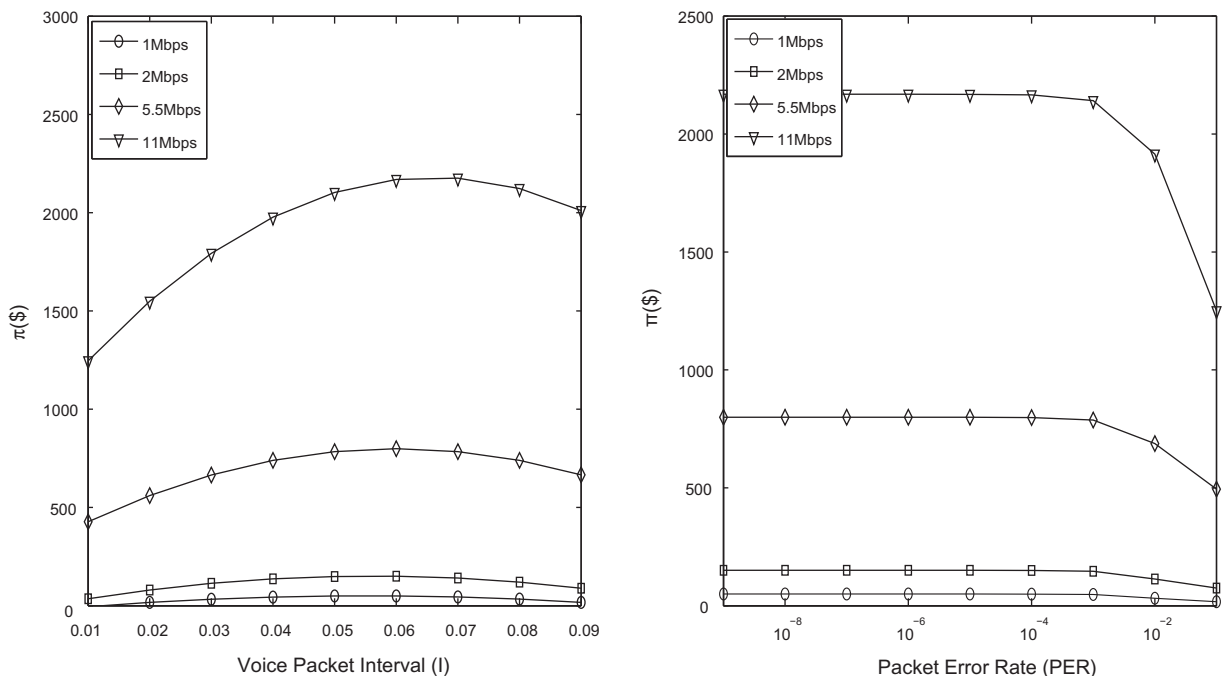 3000
2500
2000
1500
1000
500
0
π($)
1Mbps
2Mbps
5.5Mbps
11Mbps
0.01 0.02 0.03 0.04 0.05 0.06 0.07 0.08 0.09
Voice Packet Interval (I)
2500
2000
1500
1000
500
0
π($)
1Mbps
2Mbps
5.5Mbps
11Mbps
10⁻⁸ 10⁻⁶ 10⁻⁴ 10⁻²
Packet Error Rate (PER)